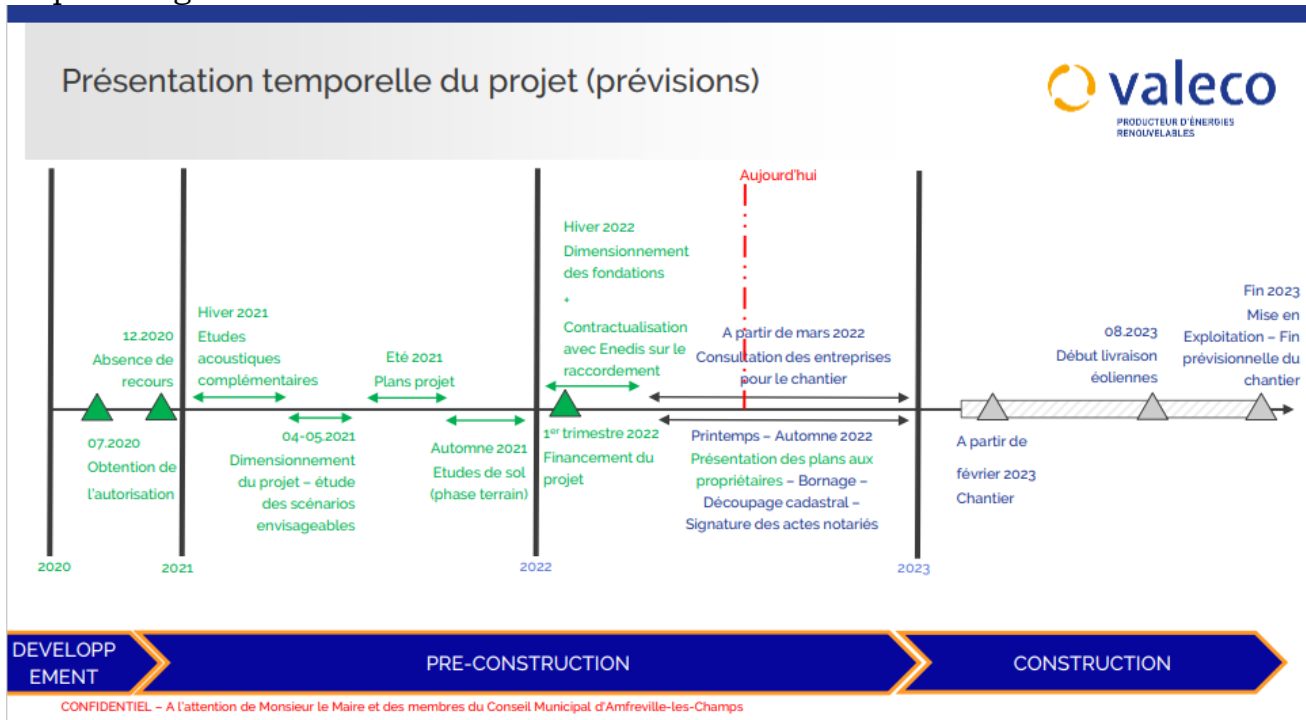 Présentation temporelle du projet (prévisions)
valeco
PRODUCTEUR D'ÉNERGIES
RENOUVELABLES
Aujourd'hui
12.2020
Absence de
recours
Hiver 2021
Etudes
acoustiques
complémentaires
Eté 2021
Plans projet
Hiver 2022
Dimensionnement
des fondations
+
Contractualisation
avec Enedis sur le
raccordement
A partir de mars 2022
Consultation des entreprises
pour le chantier
08.2023
Début livraison
éoliennes
Fin 2023
Mise en
Exploitation – Fin
prévisionnelle du
chantier
07.2020
Obtention de
l'autorisation
04-05.2021
Dimensionnement
du projet – étude
des scénarios
envisageables
Automne 2021
Etudes de sol
(phase terrain)
1er trimestre 2022
Financement du
projet
Printemps – Automne 2022
Présentation des plans aux
propriétaires – Bornage –
Découpage cadastral –
Signature des actes notariés
A partir de
février 2023
Chantier
2020
2021
2022
2023
DEVELOPP
EMENT
PRE-CONSTRUCTION
CONSTRUCTION
CONFIDENTIEL – A l'attention de Monsieur le Maire et des membres du Conseil Municipal d'Amfreville-les-Champs